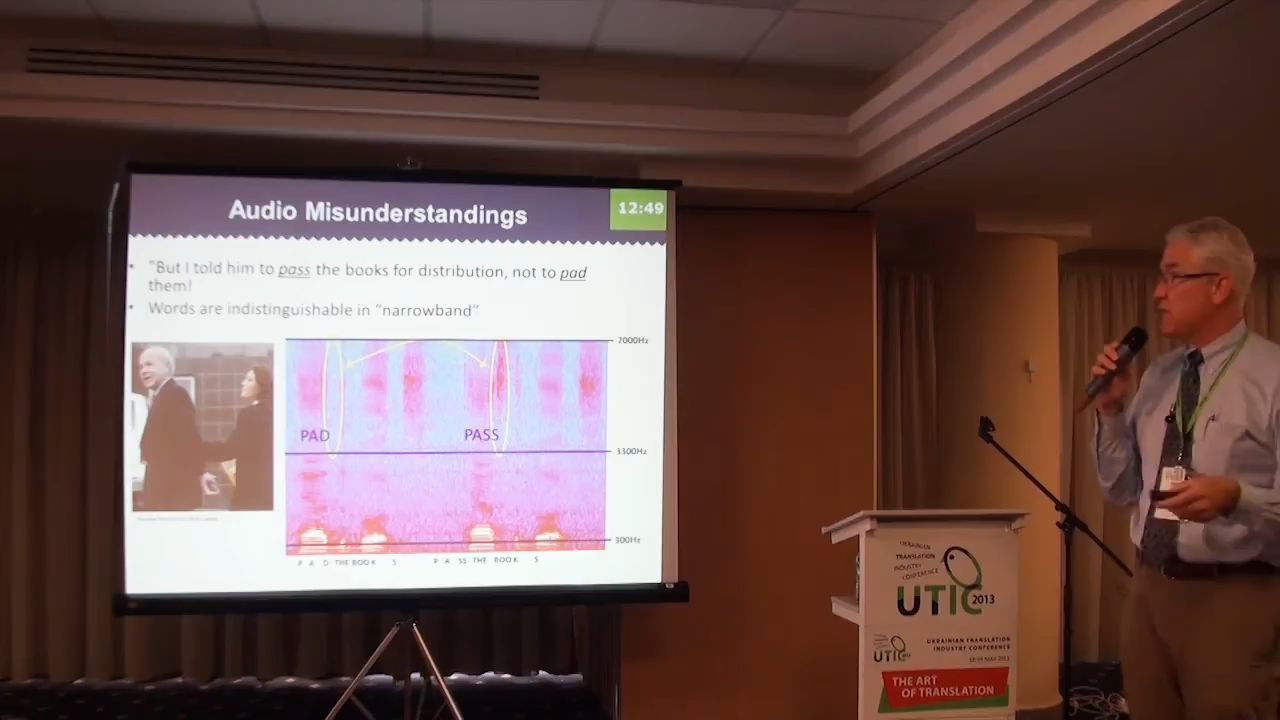 Audio Misunderstandings
12:49
"But I told him to pass the books for distribution, not to pad
them!
Words are indistinguishable in "narrowband"
7000Hz
PAD
PASS
3300Hz
300Hz
P A D THE BOOK S P A SS THE BOOK S
UKRAINIAN
TRANSLATION
INDUSTRY
CONFERENCE
UTIC 2013
UTIC
UKRAINIAN TRANSLATION
INDUSTRY CONFERENCE
THE ART
OF TRANSLATION